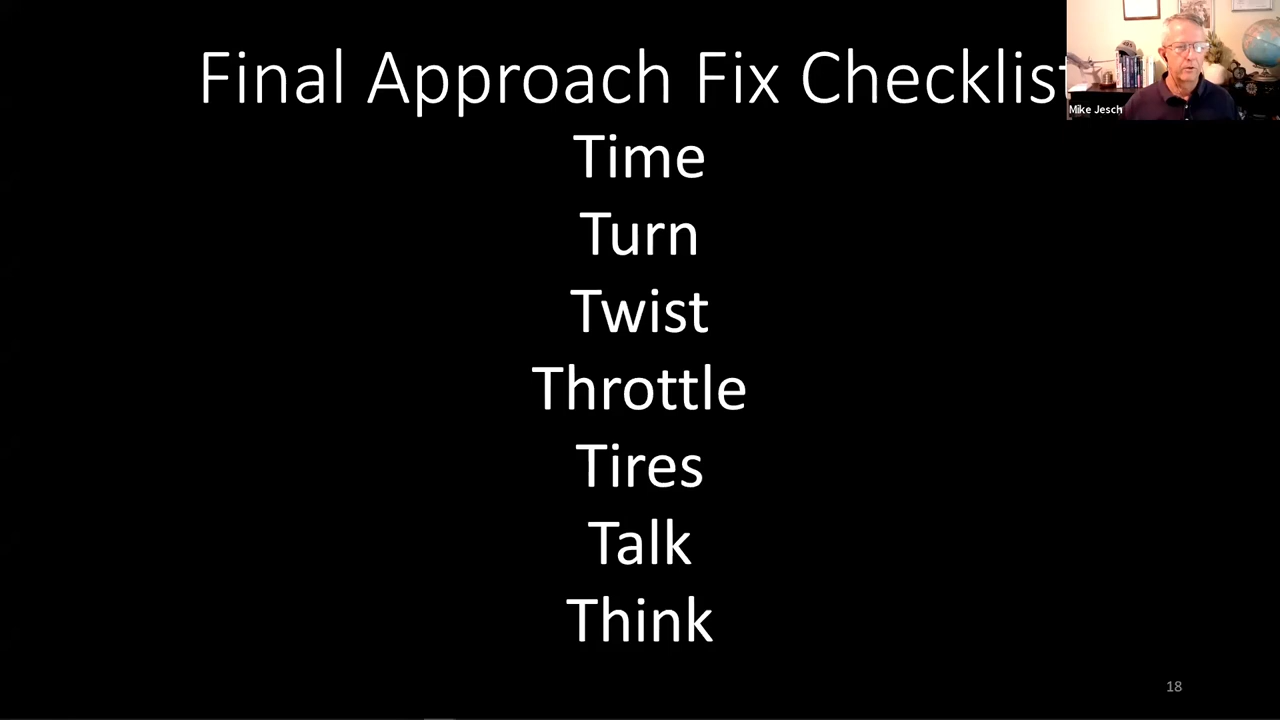 Final Approach Fix Checklist
Mike Jesch
Time
Turn
Twist
Throttle
Tires
Talk
Think
18